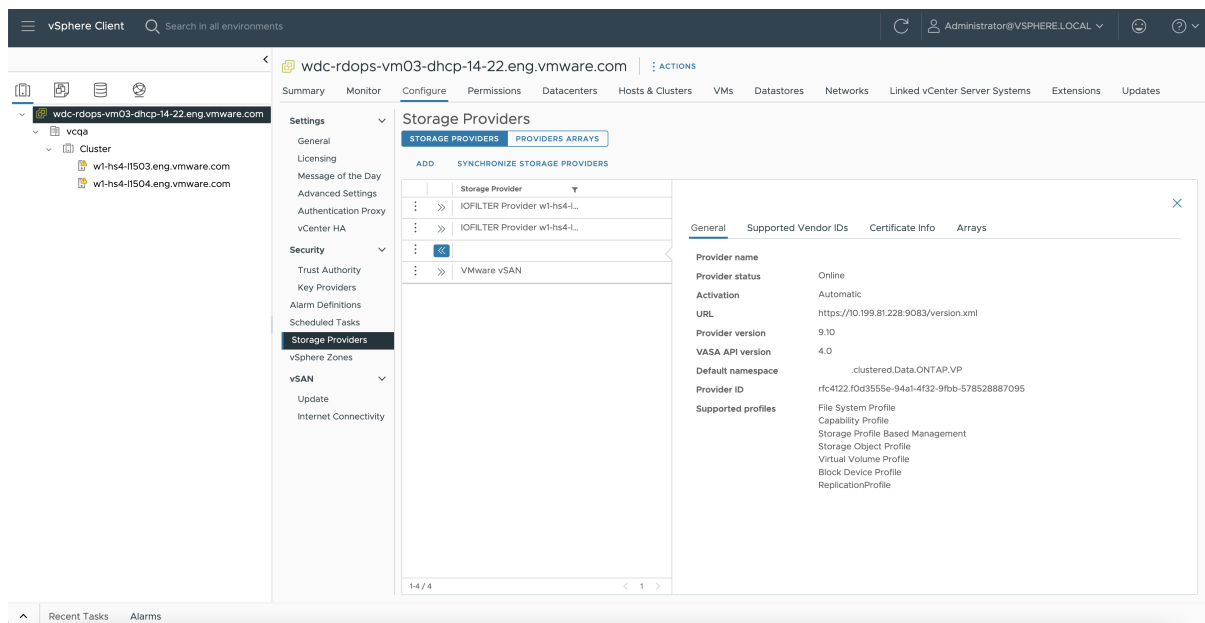 vSphere Client
Search in all environments
Administrator@VSPHERE.LOCAL
wdc-rdops-vm03-dhcp-14-22.eng.vmware.com
vcqa
Cluster
w1-hs4-l1503.eng.vmware.com
w1-hs4-l1504.eng.vmware.com
wdc-rdops-vm03-dhcp-14-22.eng.vmware.com
ACTIONS
Summary Monitor Configure Permissions Datacenters Hosts & Clusters VMs Datastores Networks Linked vCenter Server Systems Extensions Updates
Settings
General
Licensing
Message of the Day
Advanced Settings
Authentication Proxy
vCenter HA
Security
Trust Authority
Key Providers
Alarm Definitions
Scheduled Tasks
Storage Providers
vSphere Zones
vSAN
Update
Internet Connectivity
Storage Providers
STORAGE PROVIDERS PROVIDERS ARRAYS
ADD SYNCHRONIZE STORAGE PROVIDERS
Storage Provider
IOFILTER Provider w1-hs4-l...
IOFILTER Provider w1-hs4-l...
VMware vSAN
1-4 / 4
1
General Supported Vendor IDs Certificate Info Arrays
Provider name
Provider status Online
Activation Automatic
URL https://10.199.81.228:9083/version.xml
Provider version 9.10
VASA API version 4.0
Default namespace .clustered.Data.ONTAP.VP
Provider ID rfc4122.f0d3555e-94a1-4f32-9fbb-578528887095
Supported profiles File System Profile
Capability Profile
Storage Profile Based Management
Storage Object Profile
Virtual Volume Profile
Block Device Profile
ReplicationProfile
Recent Tasks Alarms